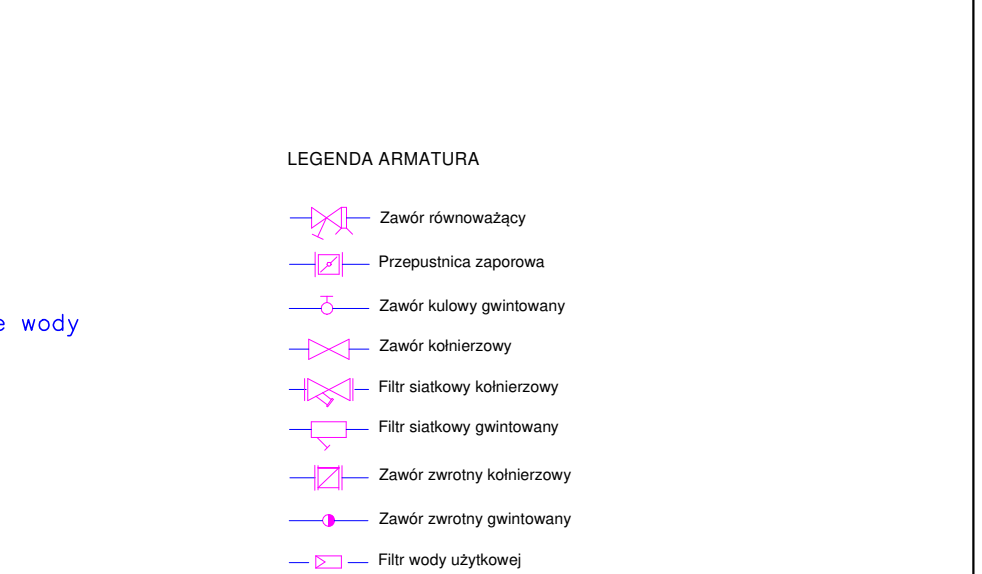 LEGENDA ARMATURA
Zawór równoważący
Przepustnica zaporowa
Zawór kulowy gwintowany
wody
Zawór kołnierzowy
Filtr siatkowy kołnierzowy
Filtr siatkowy gwintowany
Zawór zwrotny kołnierzowy
Zawór zwrotny gwintowany
Filtr wody użytkowej